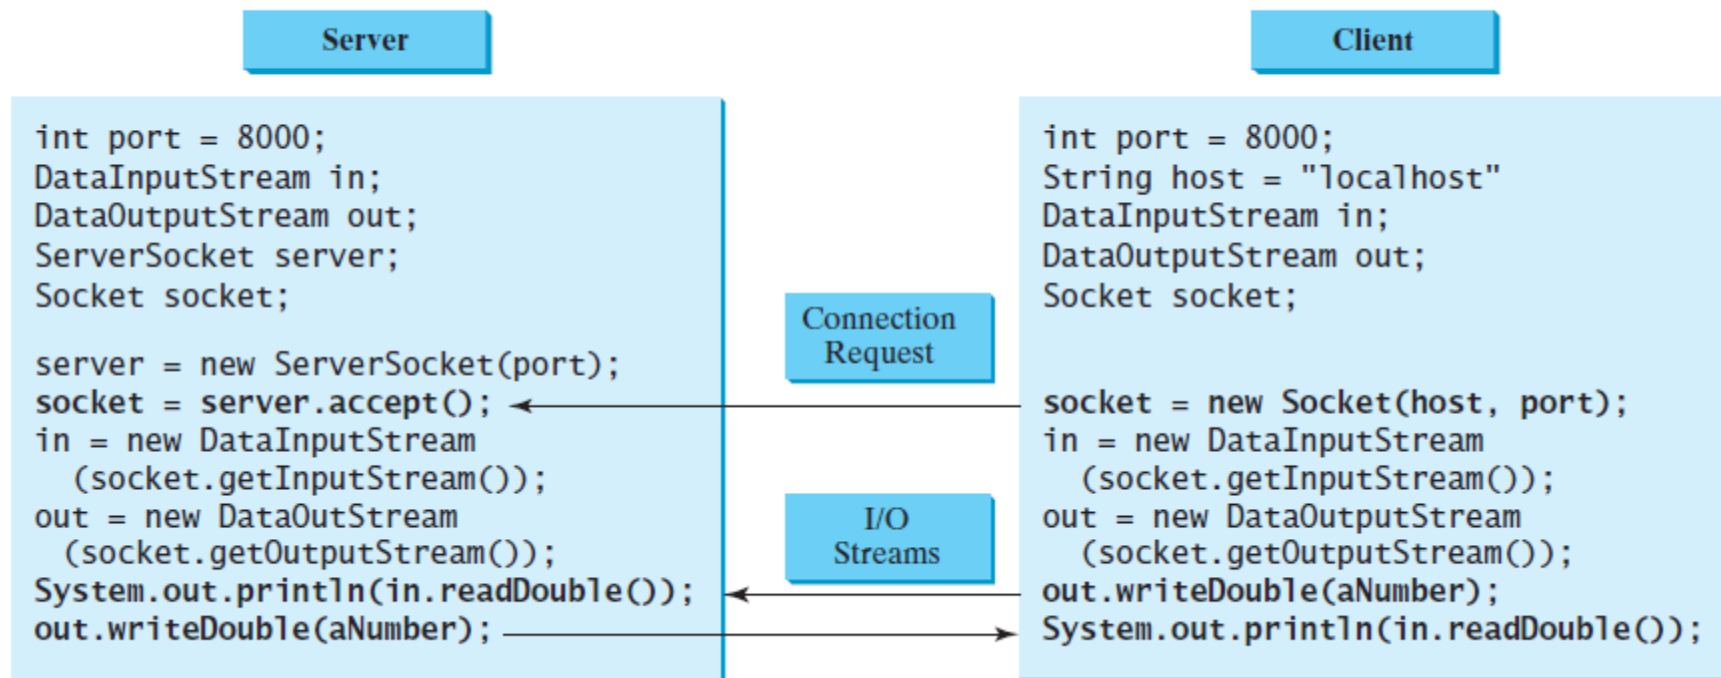 Server
int port = 8000;
DataInputStream in;
DataOutputStream out;
ServerSocket server;
Socket socket;
server = new ServerSocket(port);
socket = server.accept();
in = new DataInputStream
(socket.getInputStream());
out = new DataOutStream
(socket.getOutputStream());
System.out.println(in.readDouble());
out.writeDouble(aNumber);
Connection
Request
I/O
Streams
Client
int port = 8000;
String host = "localhost"
DataInputStream in;
DataOutputStream out;
Socket socket;
socket = new Socket(host, port);
in = new DataInputStream
(socket.getInputStream());
out = new DataOutputStream
(socket.getOutputStream());
out.writeDouble(aNumber);
System.out.println(in.readDouble());